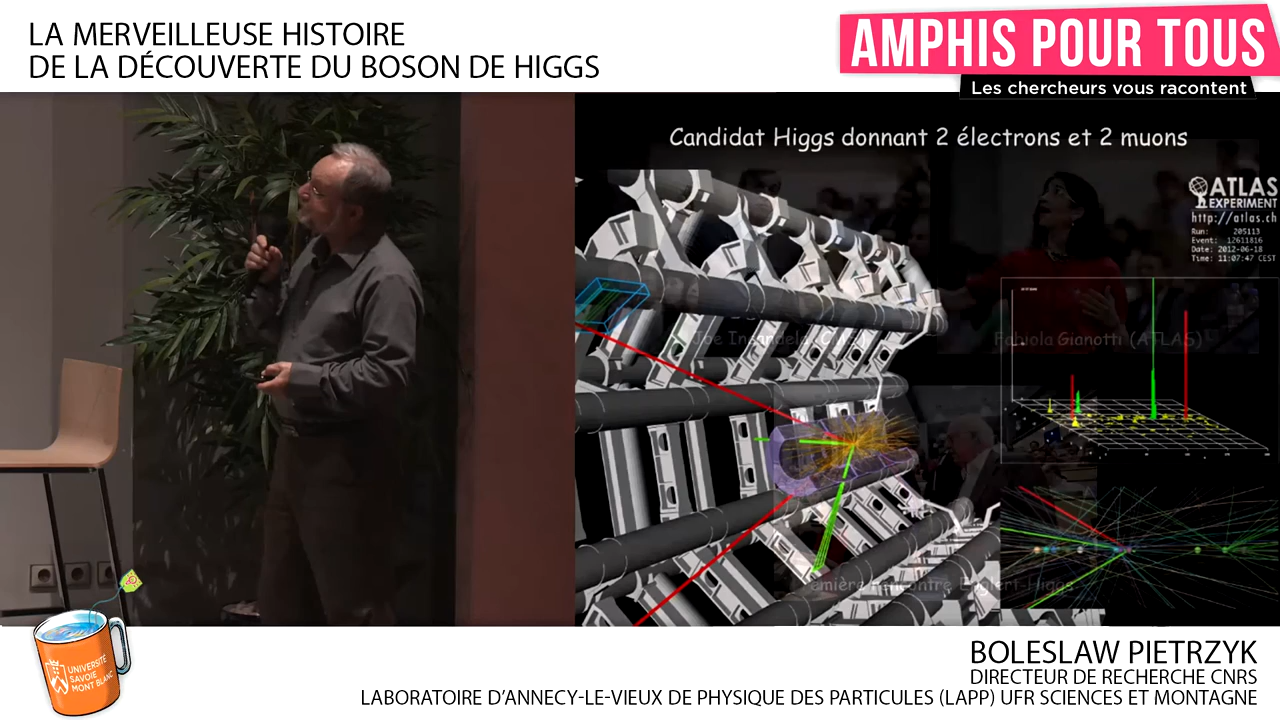 LA MERVEILLEUSE HISTOIRE
DE LA DÉCOUVERTE DU BOSON DE HIGGS
AMPHIS POUR TOUS
Les chercheurs vous racontent
Candidat Higgs donnant 2 électrons et 2 muons
ATLAS
EXPERIMENT
http://atlas.ch
Run: 205113
Event: 12611816
Date: 2012-06-18
Time: 11:07:47 CEST
Fabiola Gianotti (ATLAS)
Rencontre Englert-Higgs
UNIVERSITÉ
SAVOIE
MONT BLANC
BOLESLAW PIETRZYK
DIRECTEUR DE RECHERCHE CNRS
LABORATOIRE D'ANNECY-LE-VIEUX DE PHYSIQUE DES PARTICULES (LAPP) UFR SCIENCES ET MONTAGNE